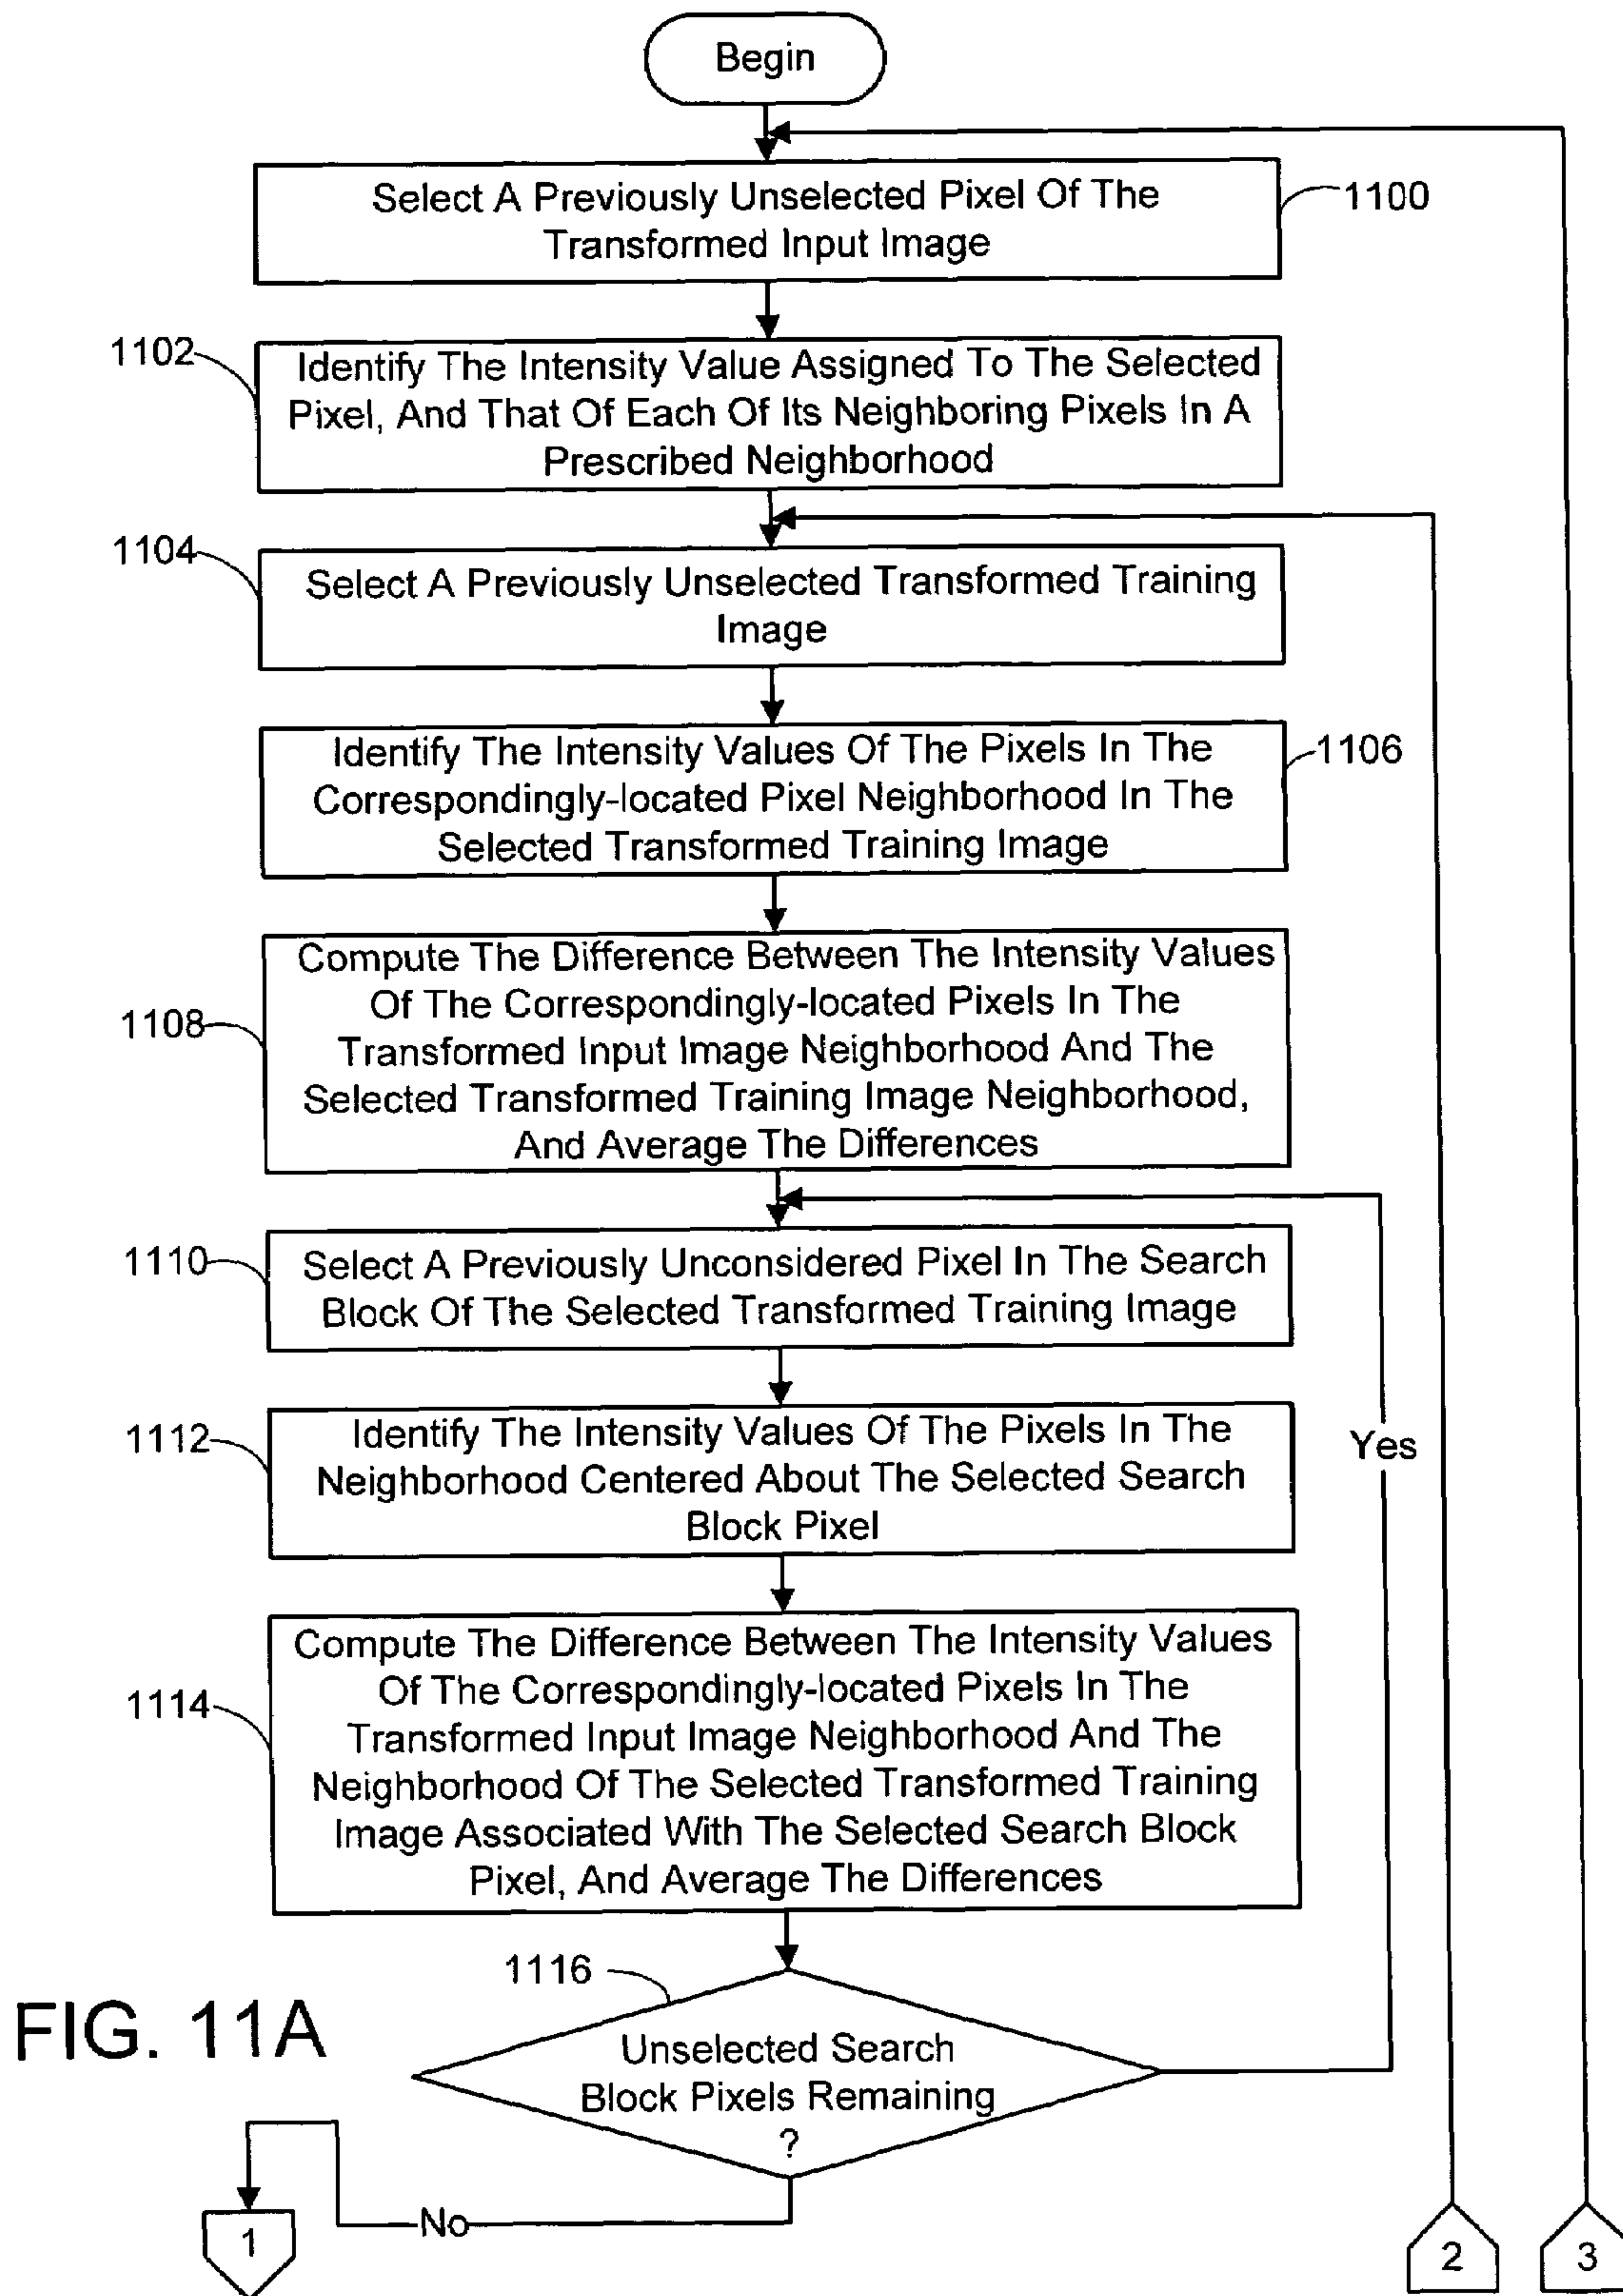 Begin
Select A Previously Unselected Pixel Of The
Transformed Input Image
1100
1102
Identify The Intensity Value Assigned To The Selected
Pixel, And That Of Each Of Its Neighboring Pixels In A
Prescribed Neighborhood
1104
Select A Previously Unselected Transformed Training
Image
Identify The Intensity Values Of The Pixels In The
Correspondingly-located Pixel Neighborhood In The
Selected Transformed Training Image
1106
1108
Compute The Difference Between The Intensity Values
Of The Correspondingly-located Pixels In The
Transformed Input Image Neighborhood And The
Selected Transformed Training Image Neighborhood,
And Average The Differences
1110
Select A Previously Unconsidered Pixel In The Search
Block Of The Selected Transformed Training Image
1112
Identify The Intensity Values Of The Pixels In The
Neighborhood Centered About The Selected Search
Block Pixel
Yes
1114
Compute The Difference Between The Intensity Values
Of The Correspondingly-located Pixels In The
Transformed Input Image Neighborhood And The
Neighborhood Of The Selected Transformed Training
Image Associated With The Selected Search Block
Pixel, And Average The Differences
1116
FIG. 11A
Unselected Search
Block Pixels Remaining
?
No
1
2
3